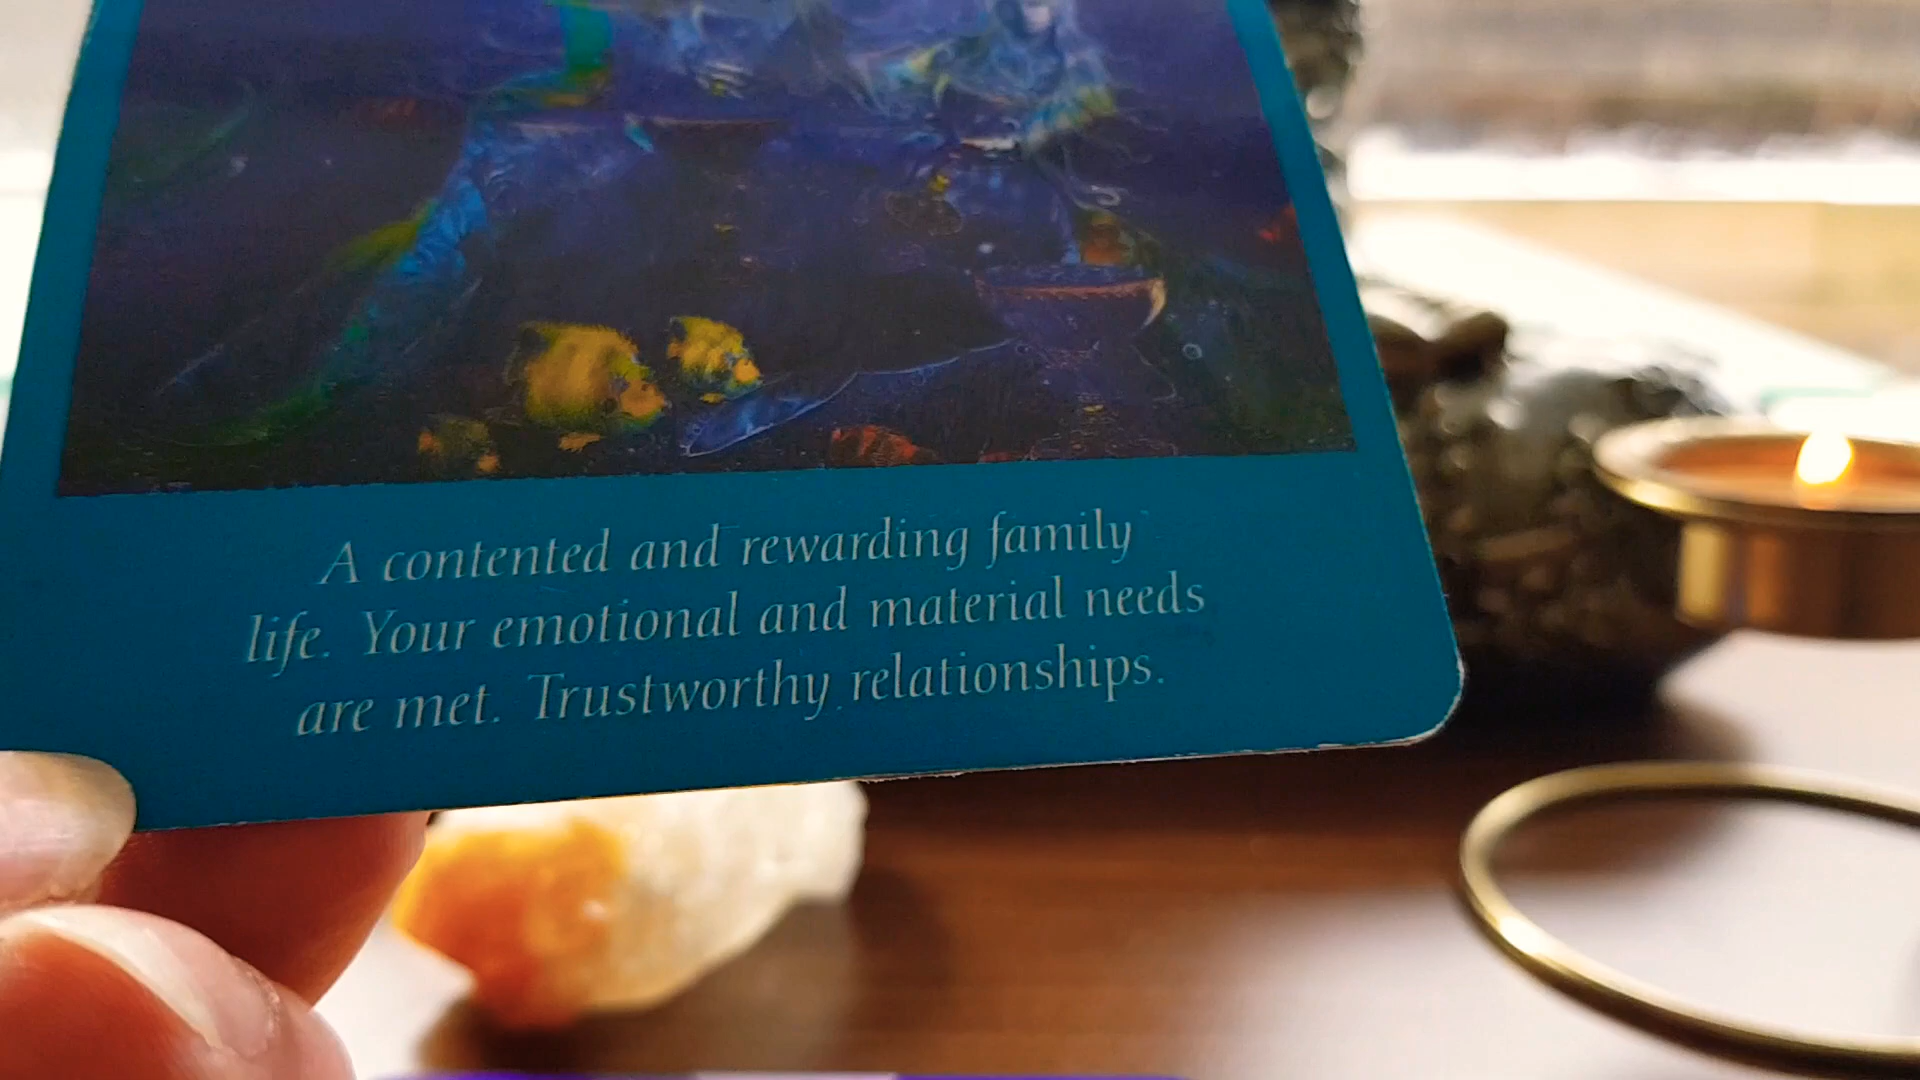 A contented and rewarding family
life. Your emotional and material needs
are met. Trustworthy relationships.